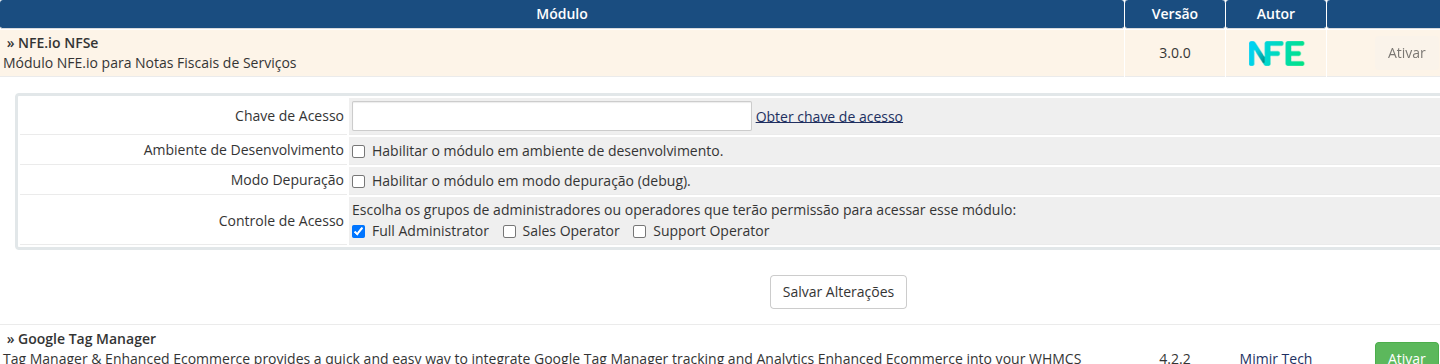 Módulo Versão Autor
» NFE.io NFSe
Módulo NFE.io para Notas Fiscais de Serviços
3.0.0 NFE Ativar
Chave de Acesso Obter chave de acesso
Ambiente de Desenvolvimento Habilitar o módulo em ambiente de desenvolvimento.
Modo Depuração Habilitar o módulo em modo depuração (debug).
Controle de Acesso Escolha os grupos de administradores ou operadores que terão permissão para acessar esse módulo:
Full Administrator Sales Operator Support Operator
Salvar Alterações
» Google Tag Manager
Tag Manager & Enhanced Ecommerce provides a quick and easy way to integrate Google Tag Manager tracking and Analytics Enhanced Ecommerce into your WHMCS
4.2.2 Mimir Tech Ativar